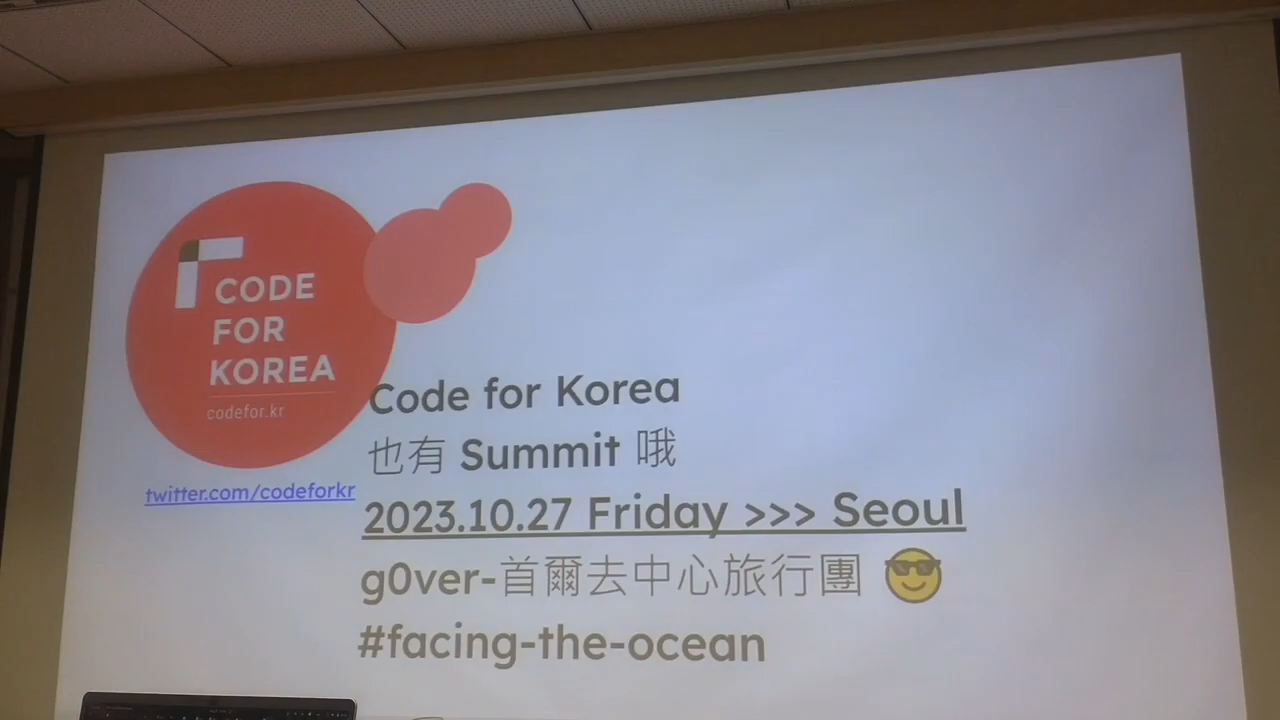 CODE
FOR
KOREA
codefor.kr
twitter.com/codeforkr
Code for Korea
也有 Summit 哦
2023.10.27 Friday >>> Seoul
g0ver-首爾去中心旅行團 😎
#facing-the-ocean